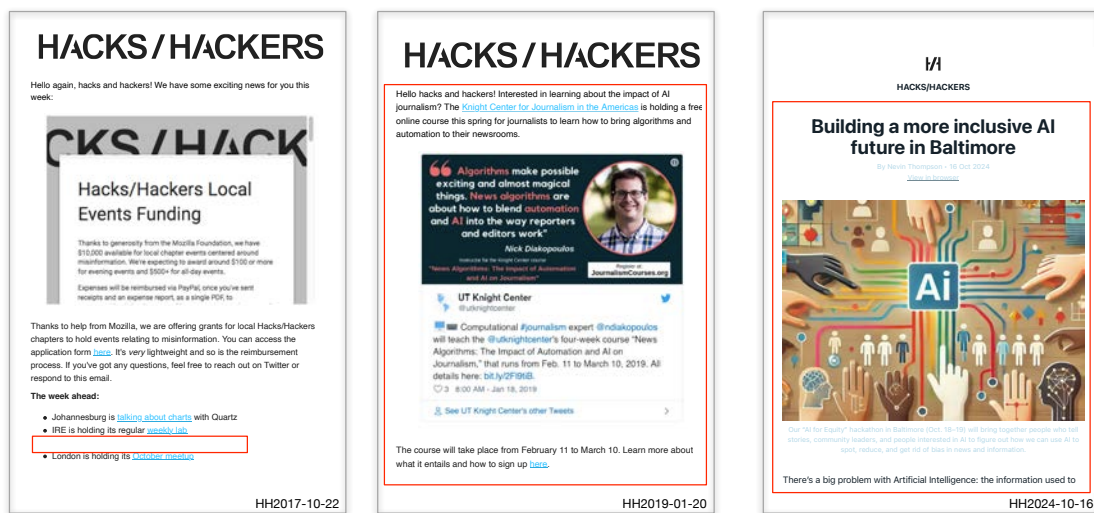 HACKS/HACKERS
Hello again, hacks and hackers! We have some exciting news for you this
week:
CKS/HACK
Hacks/Hackers Local
Events Funding
Thanks to generosity from the Mozilla Foundation, we have
$10,000 available for local chapter events centered around
misinformation. We're expecting to award around $100 or more
for evening events and $500+ for all-day events.
Expenses will be reimbursed via PayPal, once you've sent
receipts and an expense report, as a single PDF, to
Thanks to help from Mozilla, we are offering grants for local Hacks/Hackers
chapters to hold events relating to misinformation. You can access the
application form here. It's very lightweight and so is the reimbursement
process. If you've got any questions, feel free to reach out on Twitter or
respond to this email.
The week ahead:
• Johannesburg is talking about charts with Quartz
• IRE is holding its regular weekly lab
• London is holding its October meetup
HH2017-10-22
HACKS/HACKERS
Hello hacks and hackers! Interested in learning about the impact of AI
journalism? The Knight Center for Journalism in the Americas is holding a free
online course this spring for journalists to learn how to bring algorithms and
automation to their newsrooms.
Algorithms make possible
exciting and almost magical
things. News algorithms are
about how to blend automation
and AI into the way reporters
and editors work"
Nick Diakopoulos
Instructor for the Knight Center course
"News Algorithms: The Impact of Automation
and AI on Journalism"
Register at
JournalismCourses.org
UT Knight Center
@utknightcenter
Computational #journalism expert @ndiakopoulos
will teach the @utknightcenter's four-week course "News
Algorithms: The Impact of Automation and AI on
Journalism," that runs from Feb. 11 to March 10, 2019. All
details here: bit.ly/2FI9tiB.
3 8:00 AM - Jan 18, 2019
See UT Knight Center's other Tweets
The course will take place from February 11 to March 10. Learn more about
what it entails and how to sign up here.
HH2019-01-20
H/H
HACKS/HACKERS
Building a more inclusive AI
future in Baltimore
By Nevin Thompson – 16 Oct 2024
View in browser
Ai
Our "AI for Equity" hackathon in Baltimore (Oct. 18–19) will bring together people who tell
stories, community leaders, and people interested in AI to figure out how we can use AI to
spot, reduce, and get rid of bias in news and information.
There's a big problem with Artificial Intelligence: the information used to
HH2024-10-16